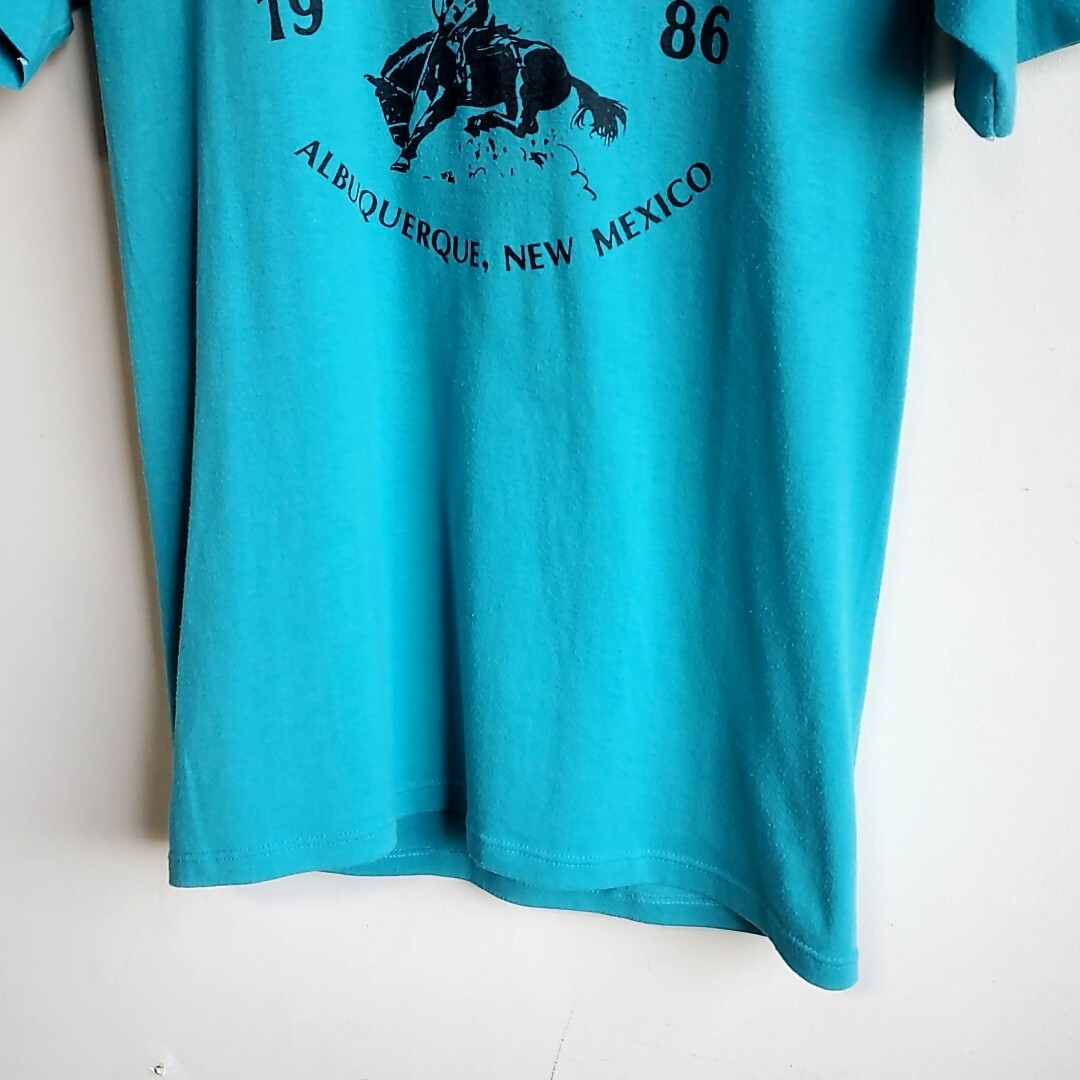 19 86
ALBUQUERQUE, NEW MEXICO